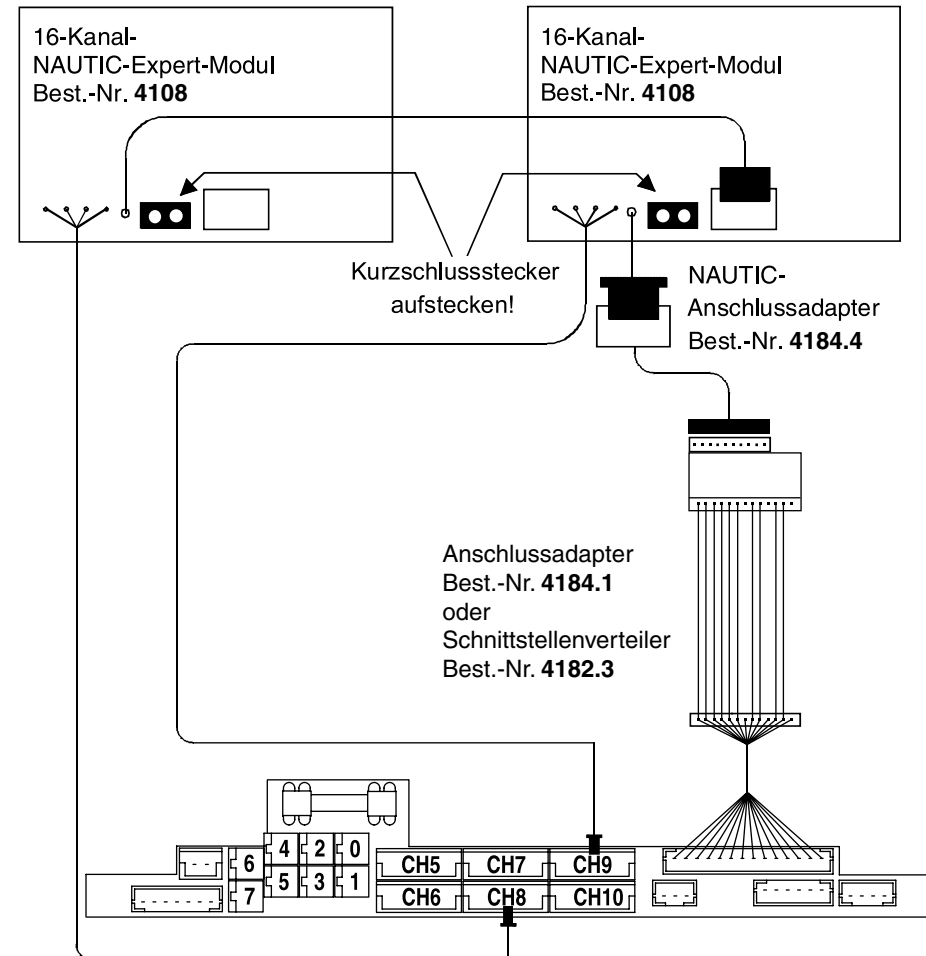 16-Kanal-
NAUTIC-Expert-Modul
Best.-Nr. 4108
16-Kanal-
NAUTIC-Expert-Modul
Best.-Nr. 4108
Kurzschlussstecker
aufstecken!
NAUTIC-
Anschlussadapter
Best.-Nr. 4184.4
Anschlussadapter
Best.-Nr. 4184.1
oder
Schnittstellenverteiler
Best.-Nr. 4182.3
6 4 2 0
7 5 3 1
CH5 CH7 CH9
CH6 CH8 CH10